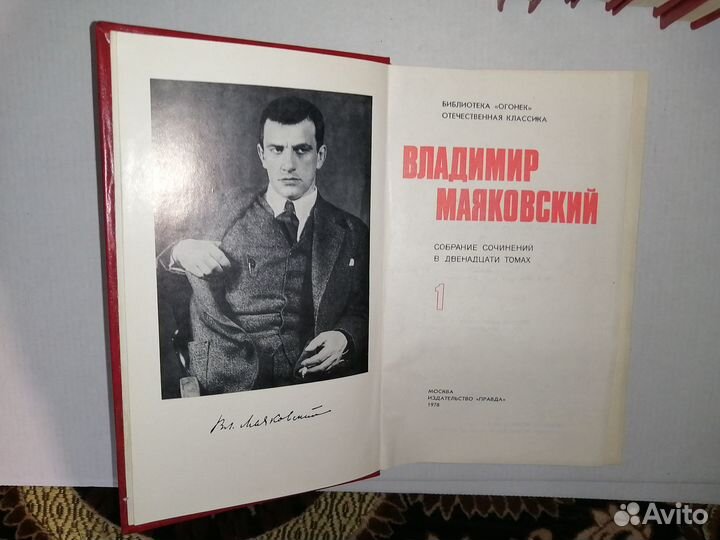 Вл. Маяковский
БИБЛИОТЕКА «ОГОНЕК»
ОТЕЧЕСТВЕННАЯ КЛАССИКА
ВЛАДИМИР
МАЯКОВСКИЙ
СОБРАНИЕ СОЧИНЕНИЙ
В ДВЕНАДЦАТИ ТОМАХ
1
МОСКВА
ИЗДАТЕЛЬСТВО «ПРАВДА»
1978
Avito